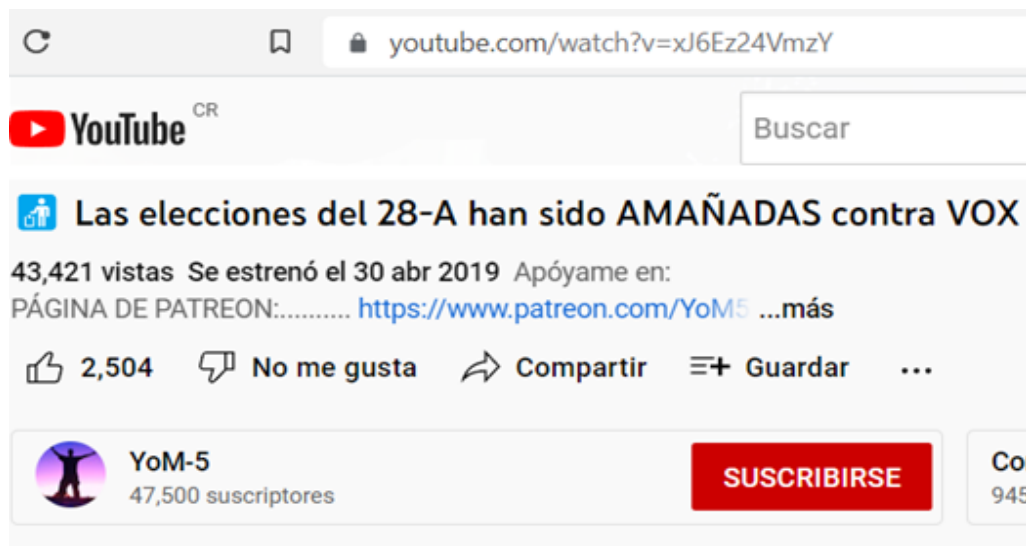 youtube.com/watch?v=xJ6Ez24VmzY
YouTube CR
Buscar
Las elecciones del 28-A han sido AMAÑADAS contra VOX
43,421 vistas Se estrenó el 30 abr 2019 Apóyame en:
PÁGINA DE PATREON:.......... https://www.patreon.com/YoM5 ...más
2,504 No me gusta Compartir Guardar ...
YoM-5
47,500 suscriptores
SUSCRIBIRSE